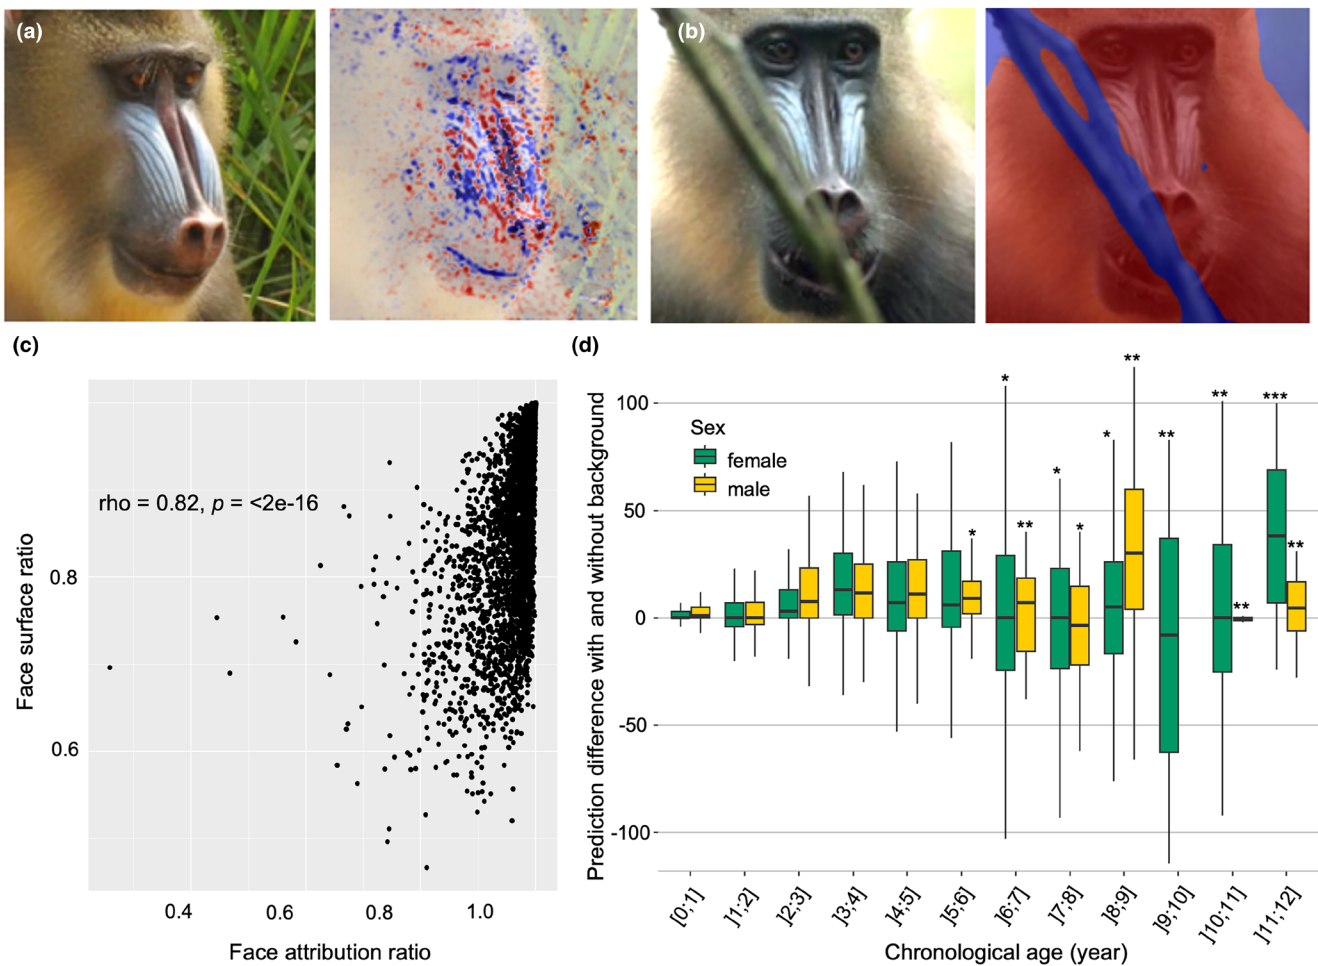 (a)
(b)
(c)
rho = 0.82, p = <2e-16
0.8
0.6
Face surface ratio
0.4 0.6 0.8 1.0
Face attribution ratio
(d)
Prediction difference with and without background
100
50
0
-50
-100
Sex
female
male
* * ** * * * ** ** ** ** *** **
[0;1] ]1;2] ]2;3] ]3;4] ]4;5] ]5;6] ]6;7] ]7;8] ]8;9] ]9;10] ]10;11] ]11;12]
Chronological age (year)